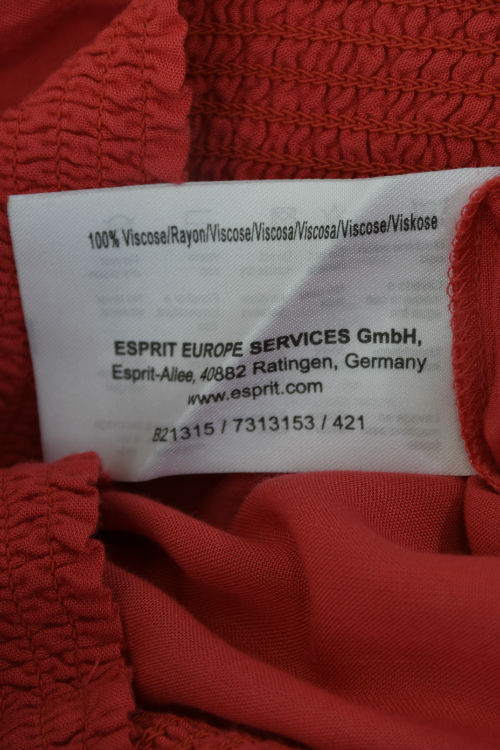 100% Viscose/Rayon/Viscose/Viscosa/Viscosa/Viscose/Viskose
ESPRIT EUROPE SERVICES GmbH,
Esprit-Allee, 40882 Ratingen, Germany
www.esprit.com
B21315 / 7313153 / 421